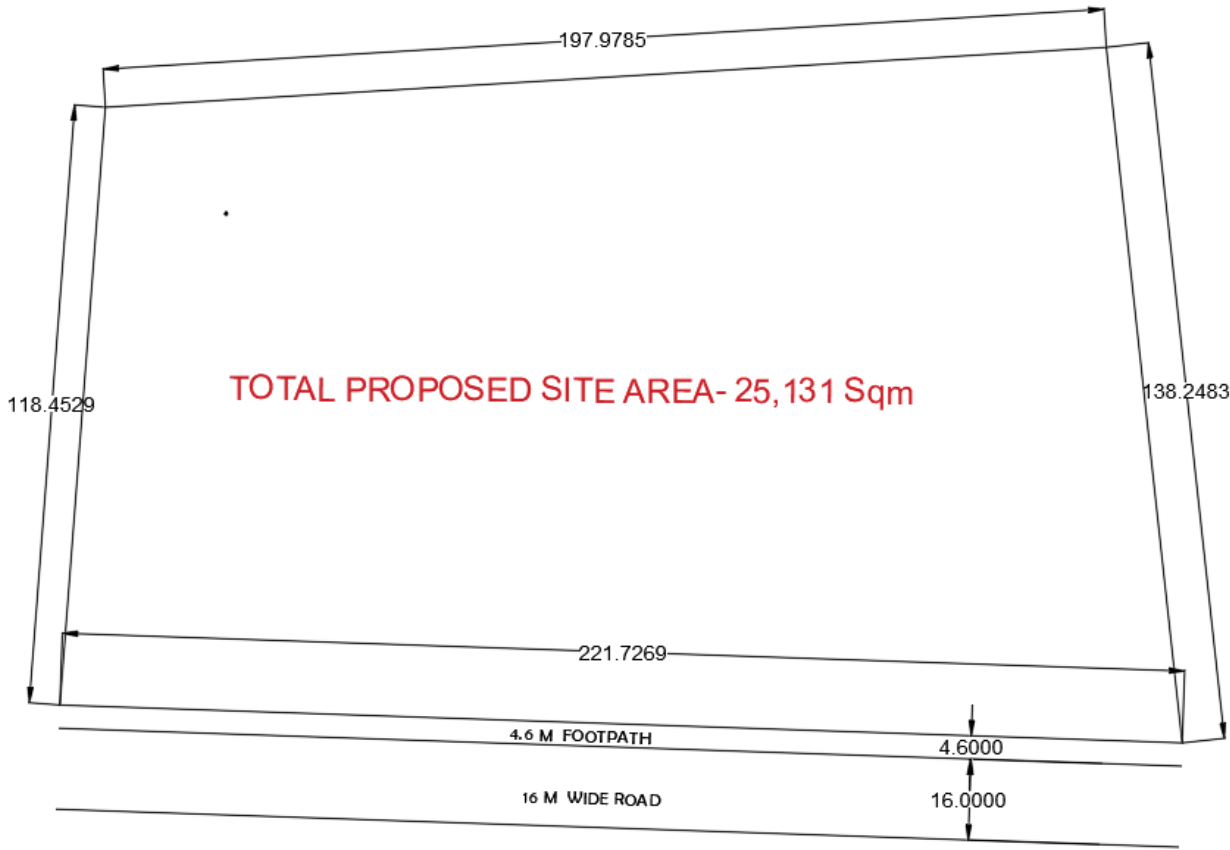 197.9785
TOTAL PROPOSED SITE AREA- 25,131 Sqm
118.4529
138.2483
221.7269
4.6 M FOOTPATH
4.6000
16 M WIDE ROAD
16.0000